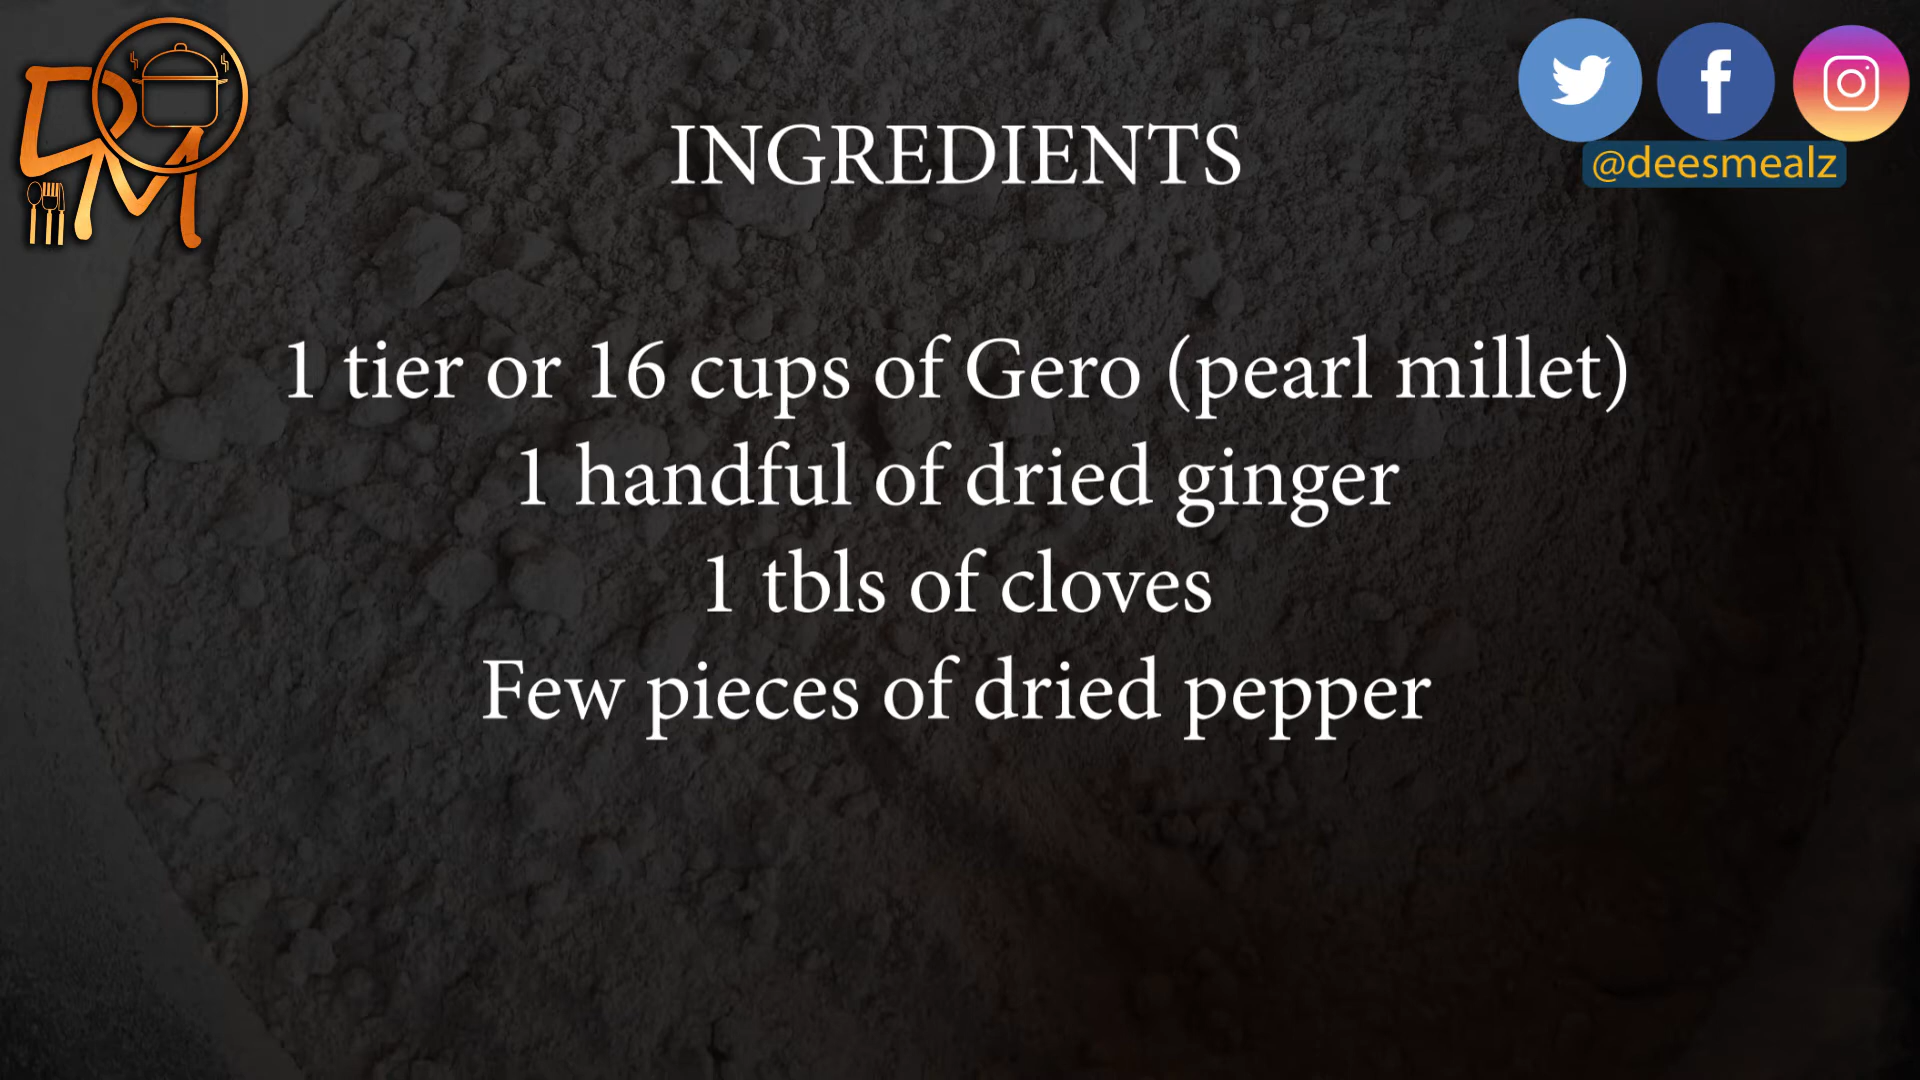 DM
@deesmealz
INGREDIENTS
1 tier or 16 cups of Gero (pearl millet)
1 handful of dried ginger
1 tbls of cloves
Few pieces of dried pepper